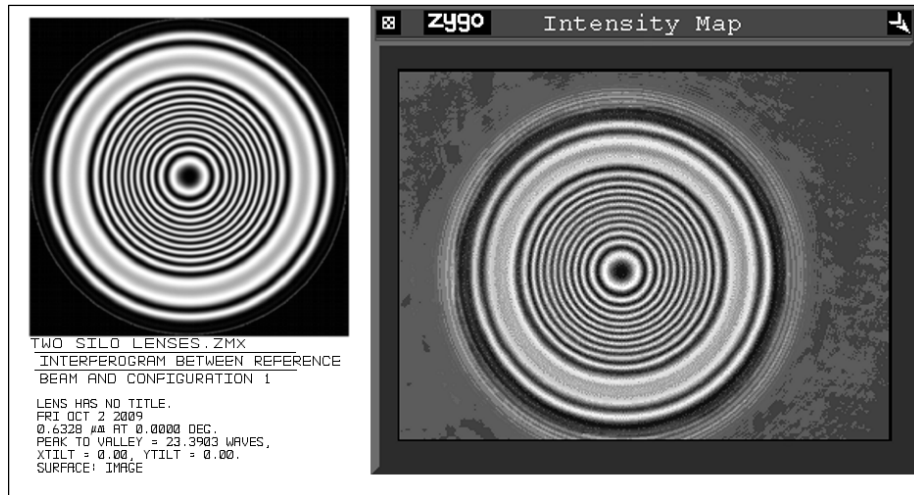 zygo Intensity Map
TWO SILO LENSES.ZMX
INTERFEROGRAM BETWEEN REFERENCE
BEAM AND CONFIGURATION 1
LENS HAS NO TITLE.
FRI OCT 2 2009
0.6328 µm AT 0.0000 DEG.
PEAK TO VALLEY = 23.3903 WAVES,
XTILT = 0.00, YTILT = 0.00.
SURFACE: IMAGE